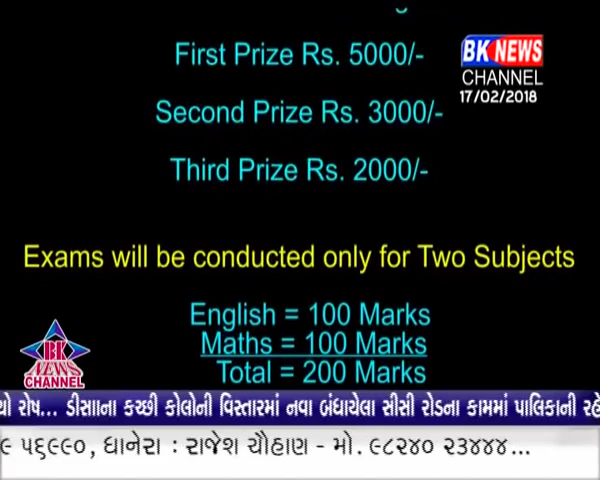 First Prize Rs. 5000/-
BK NEWS
CHANNEL
17/02/2018
Second Prize Rs. 3000/-
Third Prize Rs. 2000/-
Exams will be conducted only for Two Subjects
English = 100 Marks
Maths = 100 Marks
Total = 200 Marks
BK
NEWS
CHANNEL
રોષ... ડીસાના કચ્છી કોલોની વિસ્તારમાં નવા બંધાયેલા સીસી રોડના કામમાં પાલિકાની
૯ ૫૬૯૯૦, ધાનેરા : રાજેશ ચૌહાણ - મો. ૯૮૨૪૦ ૨૩૪૪૪...